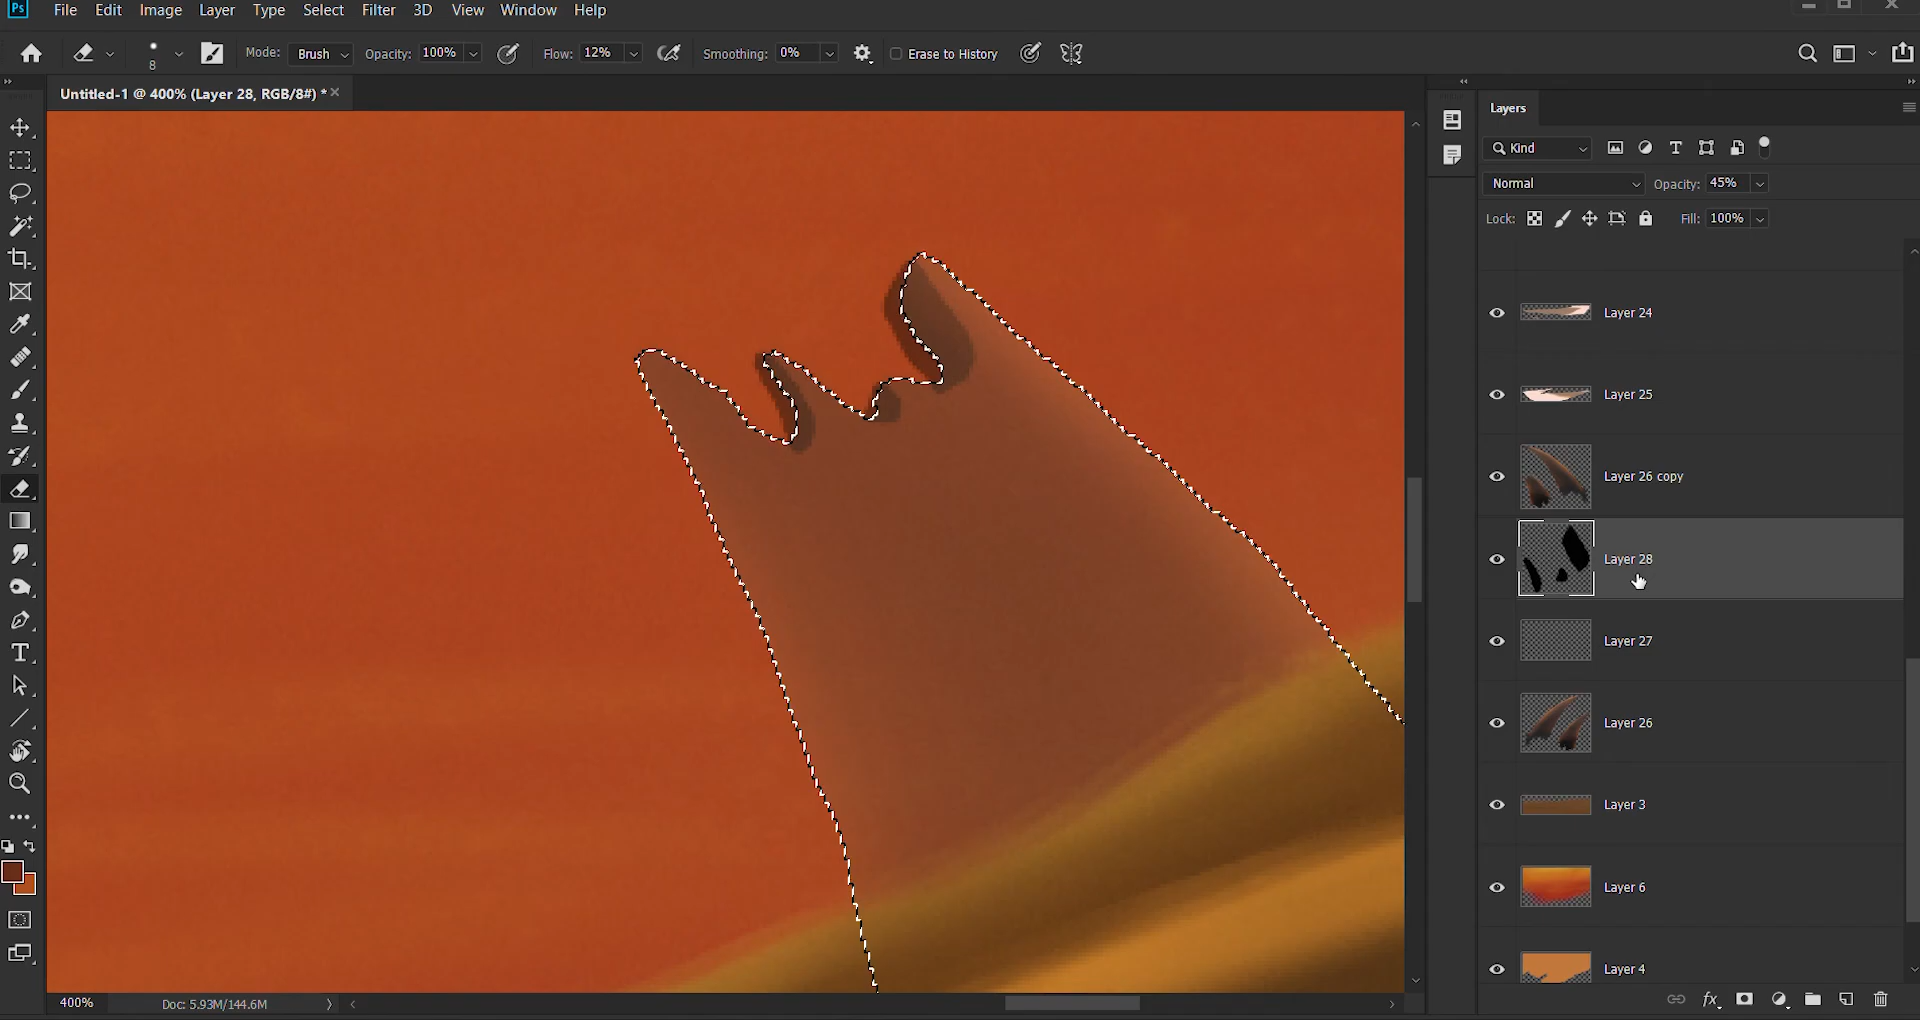 Ps File Edit Image Layer Type Select Filter 3D View Window Help
8 Mode: Brush Opacity: 100% Flow: 12% Smoothing: 0% Erase to History
Untitled-1 @ 400% (Layer 28, RGB/8#) * ×
Layers
Kind
Normal Opacity: 45%
Lock: Fill: 100%
Layer 24
Layer 25
Layer 26 copy
Layer 28
Layer 27
Layer 26
Layer 3
Layer 6
Layer 4
400% Doc: 5.93M/144.6M